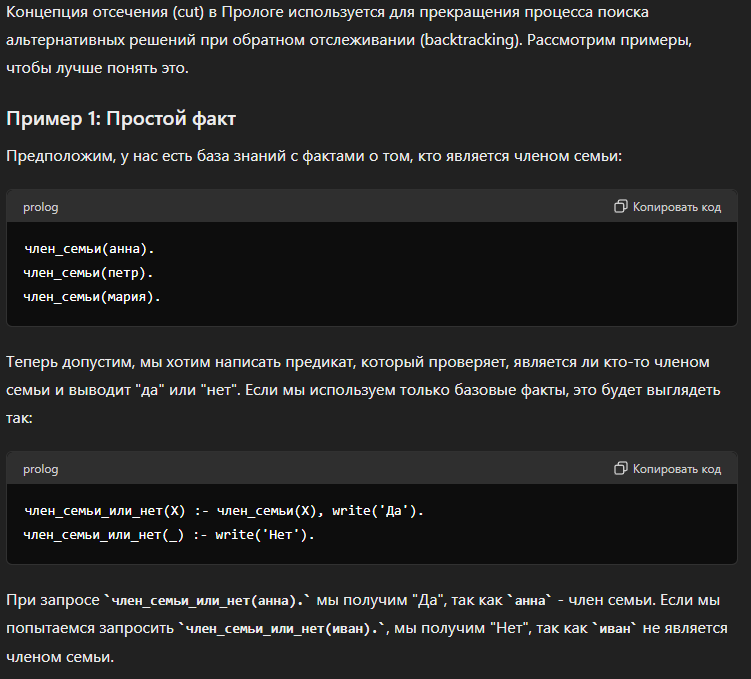 Концепция отсечения (cut) в Прологе используется для прекращения процесса поиска
альтернативных решений при обратном отслеживании (backtracking). Рассмотрим примеры,
чтобы лучше понять это.
Пример 1: Простой факт
Предположим, у нас есть база знаний с фактами о том, кто является членом семьи:
prolog
Копировать код
член_семьи(анна).
член_семьи(петр).
член_семьи(мария).
Теперь допустим, мы хотим написать предикат, который проверяет, является ли кто-то членом
семьи и выводит "да" или "нет". Если мы используем только базовые факты, это будет выглядеть
так:
prolog
Копировать код
член_семьи_или_нет(X) :- член_семьи(X), write('Да').
член_семьи_или_нет(_) :- write('Нет').
При запросе `член_семьи_или_нет(анна).` мы получим "Да", так как `анна` - член семьи. Если мы
попытаемся запросить `член_семьи_или_нет(иван).`, мы получим "Нет", так как `иван` не является
членом семьи.